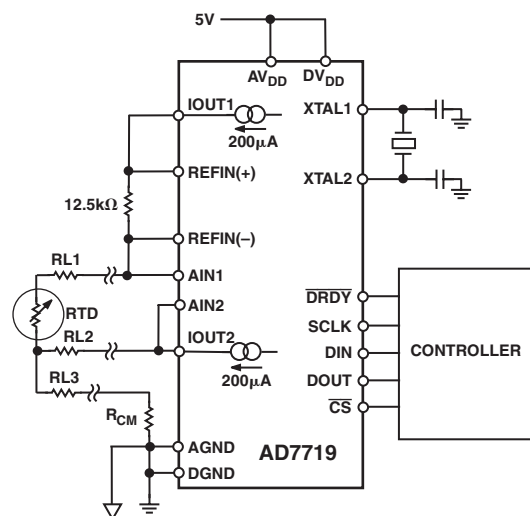 5V
AVDD DVDD
IOUT1
XTAL1
200µA
REFIN(+)
XTAL2
12.5kΩ
REFIN(–)
RL1
AIN1
DRDY
RTD
AIN2
SCLK
RL2
IOUT2
DIN
CONTROLLER
200µA
DOUT
RL3
CS
RCM
AGND
AD7719
DGND